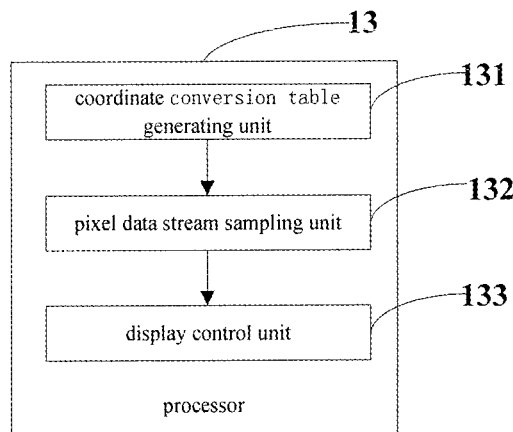 13
coordinate conversion table
generating unit
131
pixel data stream sampling unit
132
display control unit
133
processor